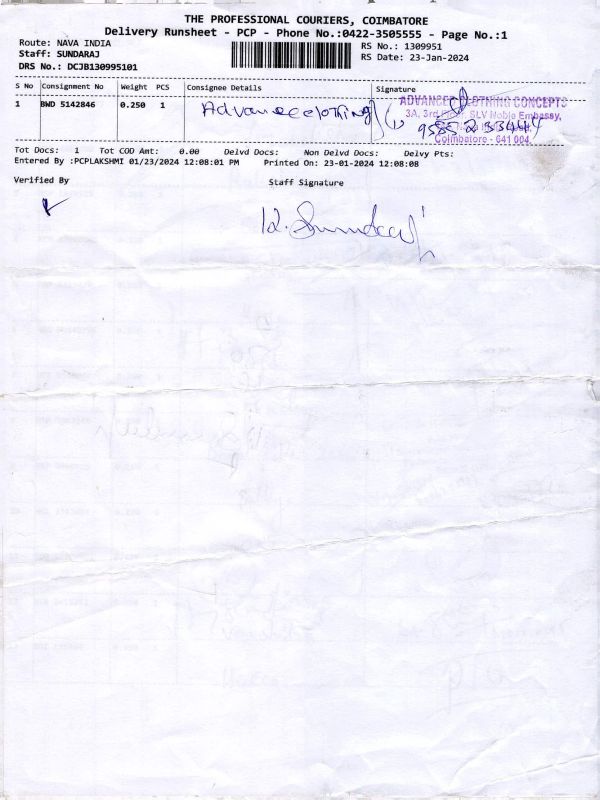 THE PROFESSIONAL COURIERS, COIMBATORE
Delivery Runsheet - PCP - Phone No.:0422-3505555 - Page No.:1
Route: NAVA INDIA
RS No.: 1309951
Staff: SUNDARAJ
RS Date: 23-Jan-2024
DRS No.: DCJB130995101
S No Consignment No Weight PCS Consignee Details Signature
1 BWD 5142846 0.250 1 Advance clothing
ADVANCED CLOTHING CONCEPTS
3A, 3rd Floor, SLV Noble Embassy,
Coimbatore - 641 004.
Tot Docs: 1 Tot COD Amt: 0.00 Delvd Docs: Non Delvd Docs: Delvy Pts:
Entered By :PCPLAKSHMI 01/23/2024 12:08:01 PM Printed On: 23-01-2024 12:08:08
Verified By Staff Signature